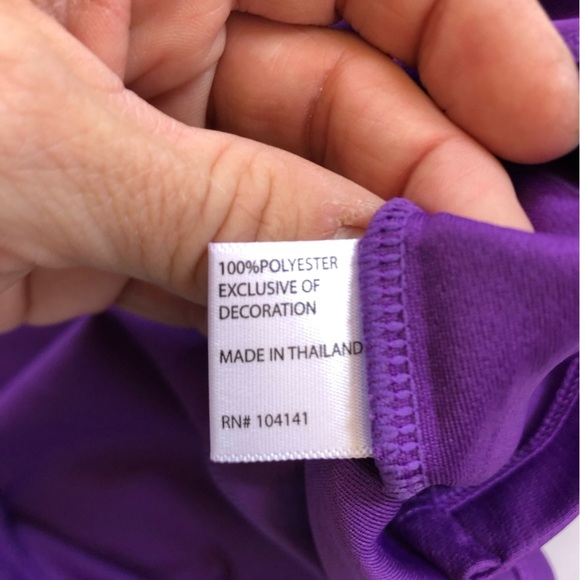 100%POLYESTER
EXCLUSIVE OF
DECORATION
MADE IN THAILAND
RN# 104141